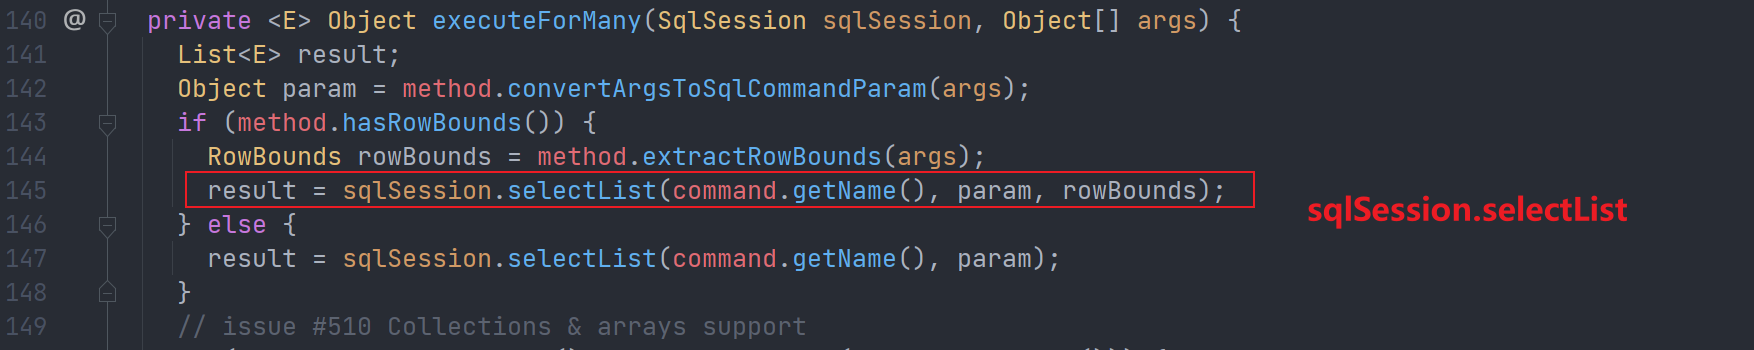 140 @ private <E> Object executeForMany(SqlSession sqlSession, Object[] args) {
141 List<E> result;
142 Object param = method.convertArgsToSqlCommandParam(args);
143 if (method.hasRowBounds()) {
144 RowBounds rowBounds = method.extractRowBounds(args);
145 result = sqlSession.selectList(command.getName(), param, rowBounds);
sqlSession.selectList
146 } else {
147 result = sqlSession.selectList(command.getName(), param);
148 }
149 // issue #510 Collections & arrays support